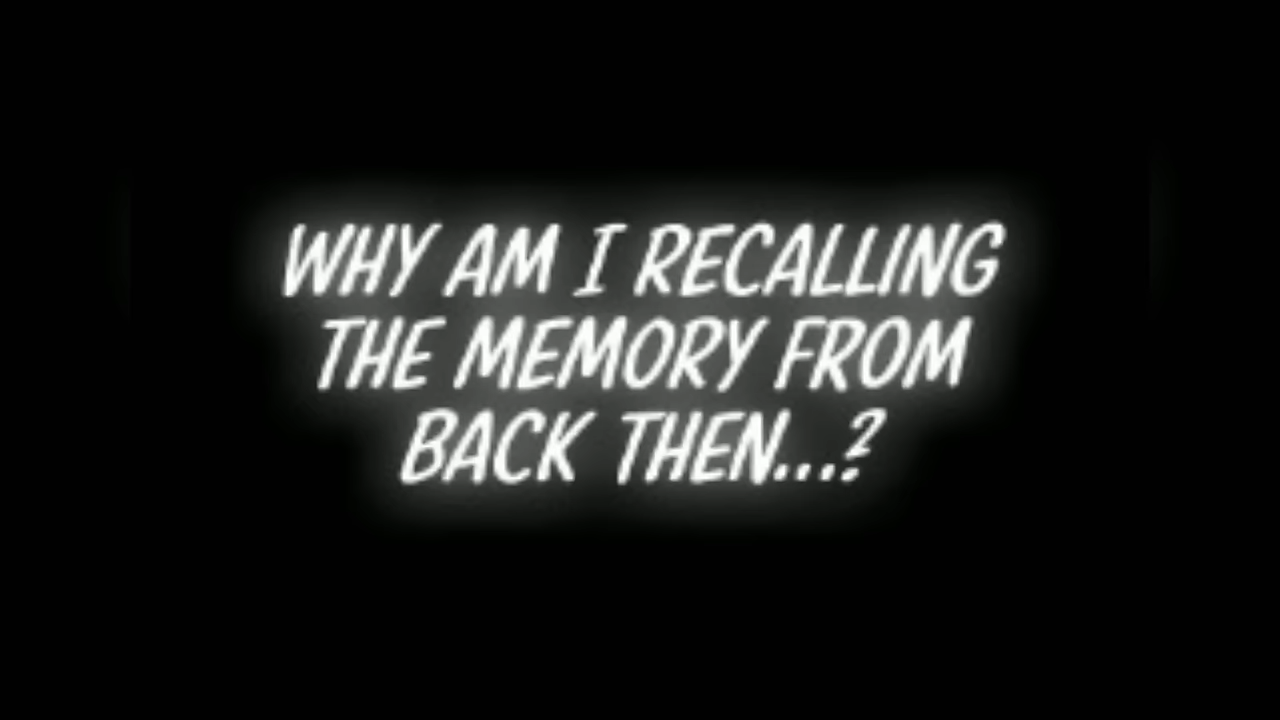 WHY AM I RECALLING
THE MEMORY FROM
BACK THEN...?